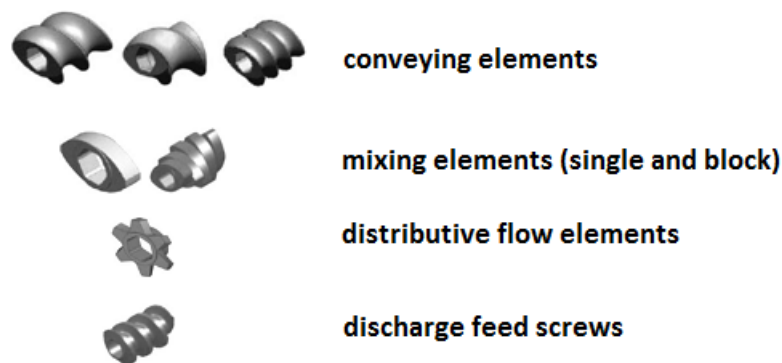 conveying elements
mixing elements (single and block)
distributive flow elements
discharge feed screws